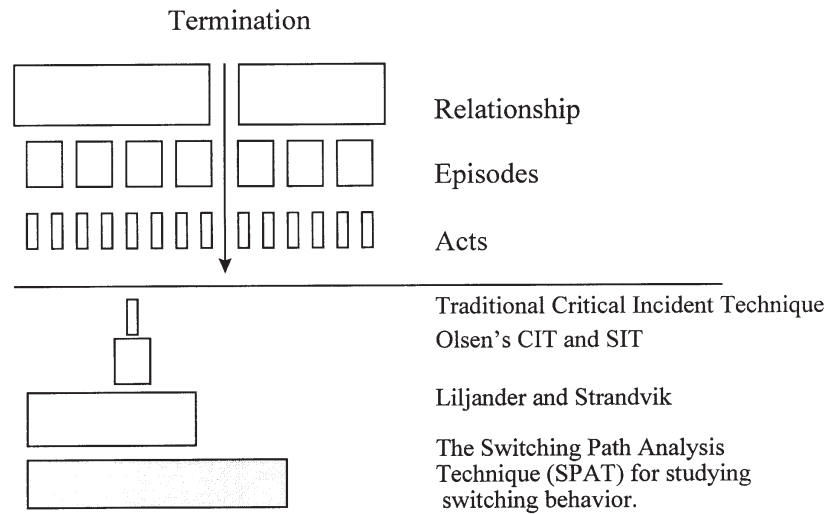 Termination
Relationship
Episodes
Acts
Traditional Critical Incident Technique
Olsen's CIT and SIT
Liljander and Strandvik
The Switching Path Analysis
Technique (SPAT) for studying
switching behavior.